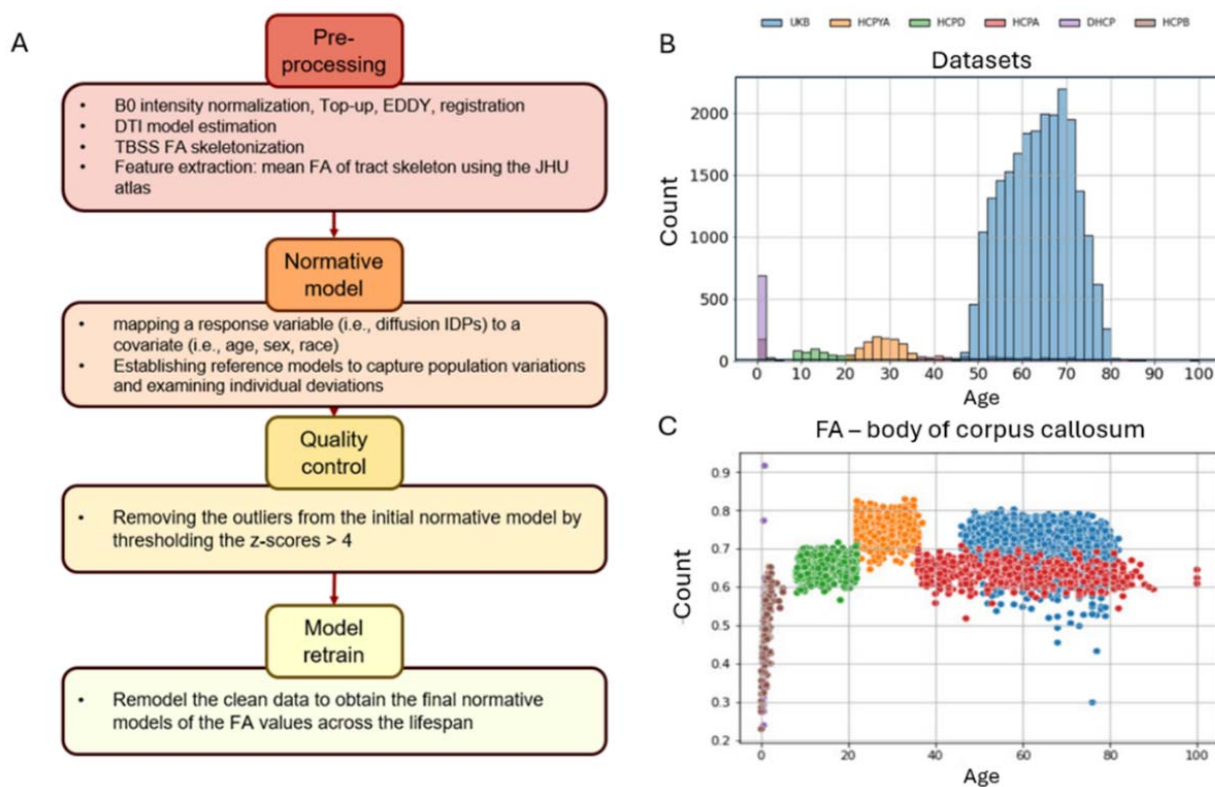 A
Pre-
processing
• B0 intensity normalization, Top-up, EDDY, registration
• DTI model estimation
• TBSS FA skeletonization
• Feature extraction: mean FA of tract skeleton using the JHU
atlas
Normative
model
• mapping a response variable (i.e., diffusion IDPs) to a
covariate (i.e., age, sex, race)
• Establishing reference models to capture population variations
and examining individual deviations
Quality
control
• Removing the outliers from the initial normative model by
thresholding the z-scores > 4
Model
retrain
• Remodel the clean data to obtain the final normative
models of the FA values across the lifespan
UKB HCPYA HCPD HCPA DHCP HCPB
B
Datasets
2000
1500
1000
500
0
Count
0 10 20 30 40 50 60 70 80 90 100
Age
C
FA – body of corpus callosum
0.9
0.8
0.7
0.6
0.5
0.4
0.3
0.2
Count
0 20 40 60 80 100
Age